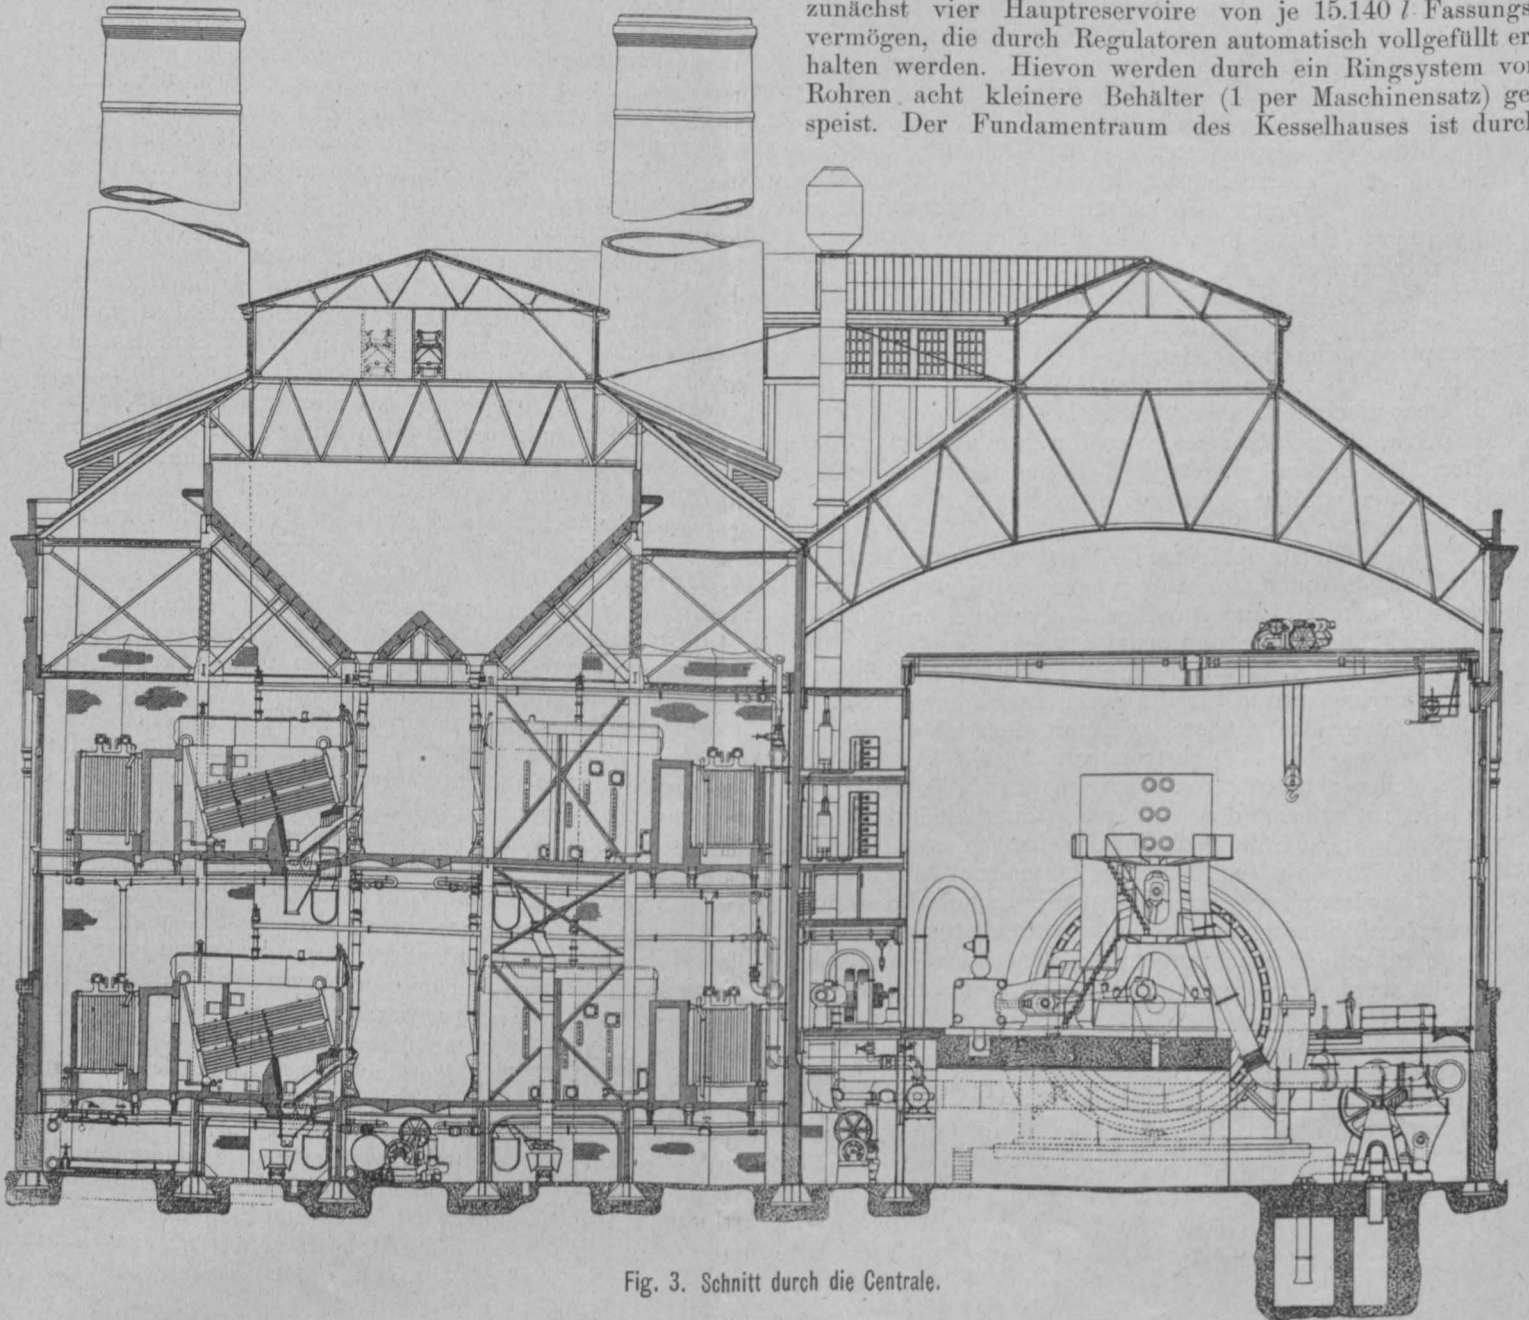 zunächst vier Hauptreservoire von je 15.140 l Fassungs
vermögen, die durch Regulatoren automatisch vollgefüllt er
halten werden. Hievon werden durch ein Ringsystem von
Rohren acht kleinere Behälter (1 per Maschinensatz) ge
speist. Der Fundamentraum des Kesselhauses ist durch
Fig. 3. Schnitt durch die Centrale.